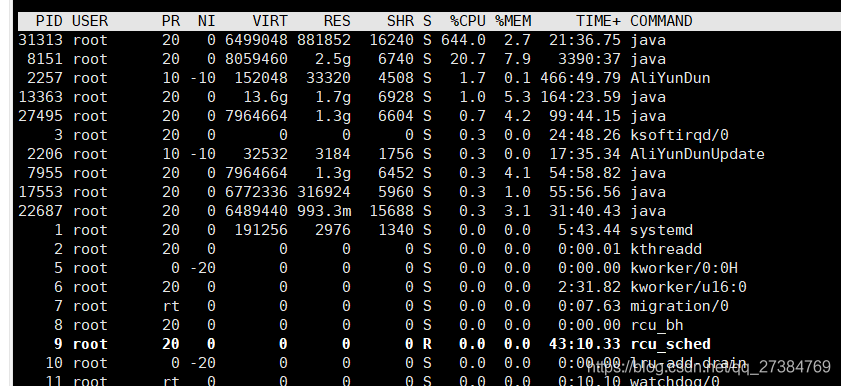 PID USER PR NI VIRT RES SHR S %CPU %MEM TIME+ COMMAND
31313 root 20 0 6499048 881852 16240 S 644.0 2.7 21:36.75 java
8151 root 20 0 8059460 2.5g 6740 S 20.7 7.9 3390:37 java
2257 root 10 -10 152048 33320 4508 S 1.7 0.1 466:49.79 AliYunDun
13363 root 20 0 13.6g 1.7g 6928 S 1.0 5.3 164:23.59 java
27495 root 20 0 7964664 1.3g 6604 S 0.7 4.2 99:44.15 java
3 root 20 0 0 0 0 S 0.3 0.0 24:48.26 ksoftirqd/0
2206 root 10 -10 32532 3184 1756 S 0.3 0.0 17:35.34 AliYunDunUpdate
7955 root 20 0 7964664 1.3g 6452 S 0.3 4.1 54:58.82 java
17553 root 20 0 6772336 316924 5960 S 0.3 1.0 55:56.56 java
22687 root 20 0 6489440 993.3m 15688 S 0.3 3.1 31:40.43 java
1 root 20 0 191256 2976 1340 S 0.0 0.0 5:43.44 systemd
2 root 20 0 0 0 0 S 0.0 0.0 0:00.01 kthreadd
5 root 0 -20 0 0 0 S 0.0 0.0 0:00.00 kworker/0:0H
6 root 20 0 0 0 0 S 0.0 0.0 2:31.82 kworker/u16:0
7 root rt 0 0 0 0 S 0.0 0.0 0:07.63 migration/0
8 root 20 0 0 0 0 S 0.0 0.0 0:00.00 rcu_bh
9 root 20 0 0 0 0 R 0.0 0.0 43:10.33 rcu_sched
10 root 0 -20 0 0 0 S 0.0 0.0 0:00.00 lru-add-drain
11 root rt 0 0 0 0 S 0.0 0.0 0:10.10 watchdog/0
https://blog.csdn.net/qq_27384769